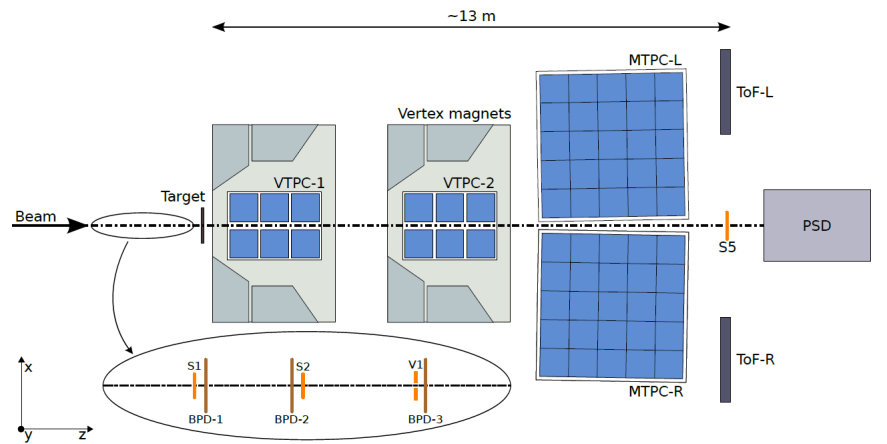 ~13 m
MTPC-L
ToF-L
Vertex magnets
VTPC-1
VTPC-2
Target
Beam
PSD
S5
ToF-R
MTPC-R
S1
S2
V1
BPD-1
BPD-2
BPD-3
x
y
z